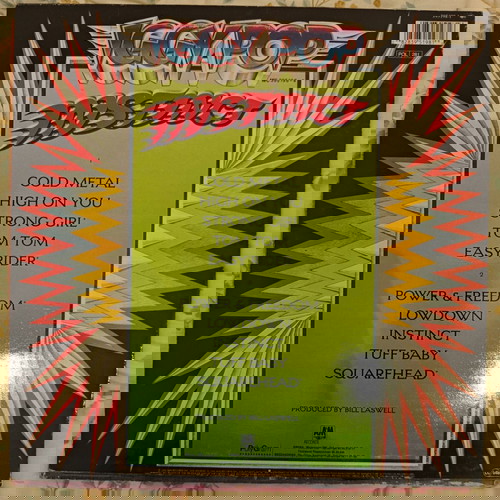 IGGY POP
INSTINCT
COLD METAL
HIGH ON YOU
STRONG GIRL
TOM TOM
EASY RIDER
2
POWER & FREEDOM
LOWDOWN
INSTINCT
TUFF BABY
SQUAREHEAD
PRODUCED BY BILL LASWELL